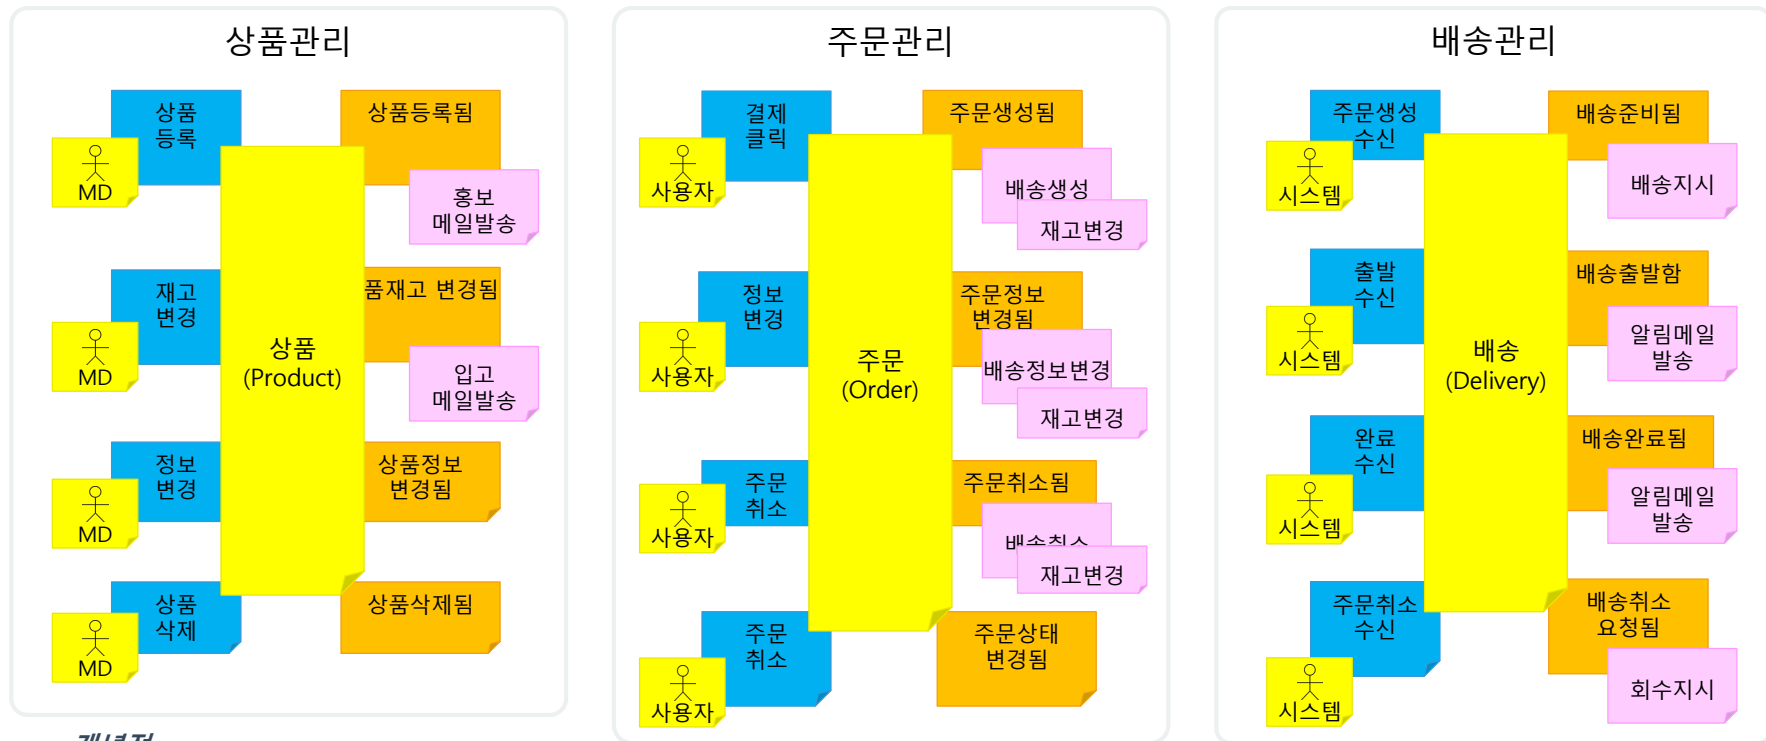 상품관리
상품
등록
MD
상품등록됨
홍보
메일발송
재고
변경
MD
품재고 변경됨
입고
메일발송
상품
(Product)
정보
변경
MD
상품정보
변경됨
상품
삭제
MD
상품삭제됨
주문관리
결제
클릭
사용자
주문생성됨
배송생성
재고변경
정보
변경
사용자
주문정보
변경됨
배송정보변경
재고변경
주문
(Order)
주문
취소
사용자
주문취소됨
배송취소
재고변경
주문
취소
사용자
주문상태
변경됨
배송관리
주문생성
수신
시스템
배송준비됨
배송지시
출발
수신
시스템
배송출발함
알림메일
발송
배송
(Delivery)
완료
수신
시스템
배송완료됨
알림메일
발송
주문취소
수신
시스템
배송취소
요청됨
회수지시